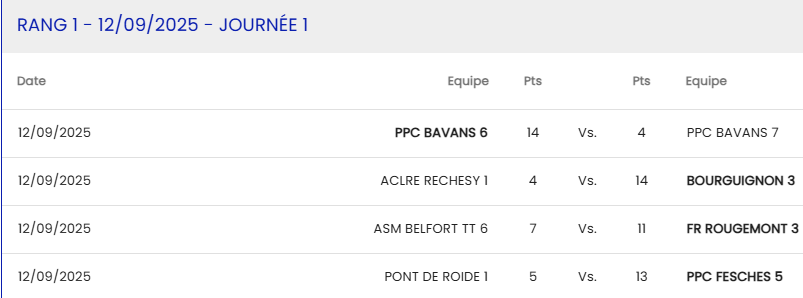 RANG 1 - 12/09/2025 - JOURNÉE 1
Date Equipe Pts Pts Equipe
12/09/2025 PPC BAVANS 6 14 Vs. 4 PPC BAVANS 7
12/09/2025 ACLRE RECHESY 1 4 Vs. 14 BOURGUIGNON 3
12/09/2025 ASM BELFORT TT 6 7 Vs. 11 FR ROUGEMONT 3
12/09/2025 PONT DE ROIDE 1 5 Vs. 13 PPC FESCHES 5